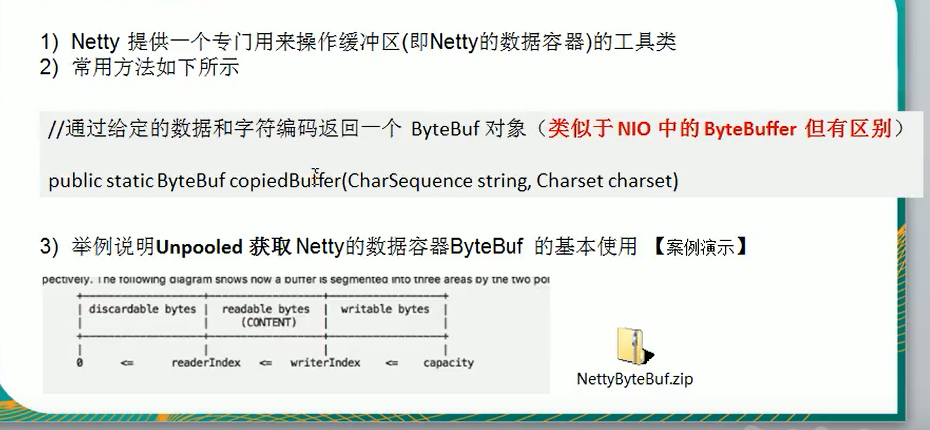 1) Netty 提供一个专门用来操作缓冲区(即Netty的数据容器)的工具类
2) 常用方法如下所示
//通过给定的数据和字符编码返回一个 ByteBuf 对象（类似于 NIO 中的 ByteBuffer 但有区别）
public static ByteBuf copiedBuffer(CharSequence string, Charset charset)
3) 举例说明Unpooled 获取 Netty的数据容器ByteBuf 的基本使用 【案例演示】
pectively. The following diagram shows how a buffer is segmented into three areas by the two poi
+-------------------+------------------+------------------+
| discardable bytes | readable bytes | writable bytes |
| | (CONTENT) | |
+-------------------+------------------+------------------+
| | | |
0 <= readerIndex <= writerIndex <= capacity
NettyByteBuf.zip